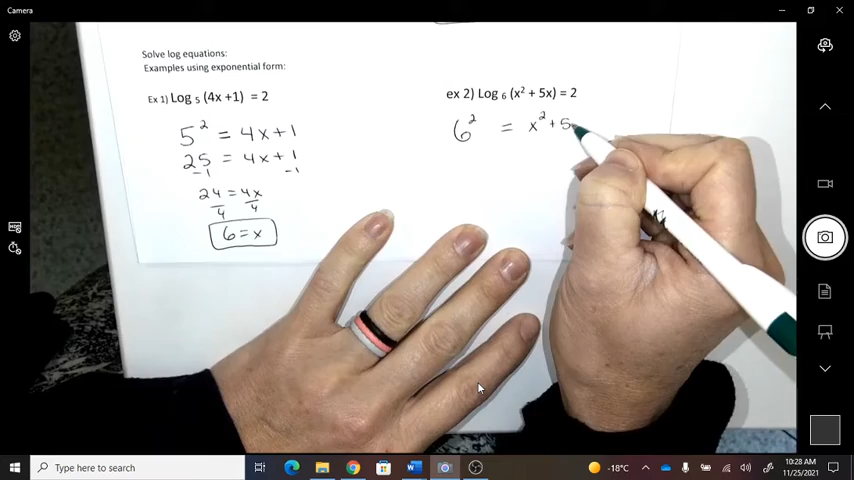 Camera
Solve log equations:
Examples using exponential form:
Ex 1) Log 5 (4x +1) = 2
5² = 4x+1
25 = 4x+1
-1 -1
24 = 4x
4 4
6 = x
ex 2) Log 6 (x² + 5x) = 2
6² = x² + 5
HDR
Type here to search
-18°C
10:28 AM
11/25/2021